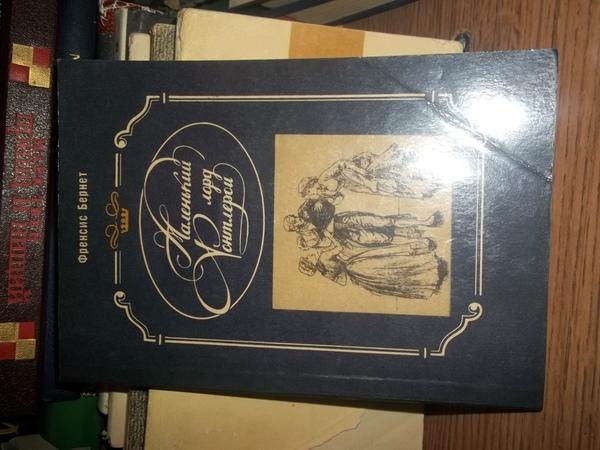 Френсис Бернет
Маленький
лорд
Фонтлерой